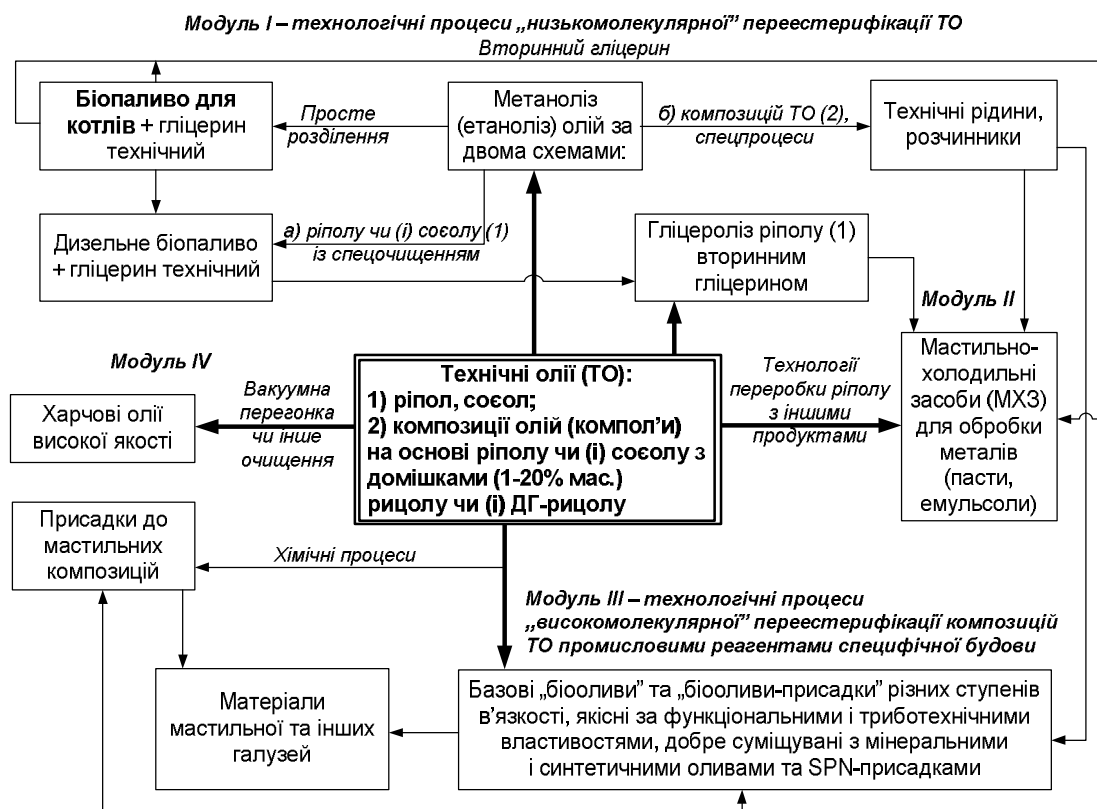 Модуль I – технологічні процеси „низькомолекулярної” переестерифікації ТО
Вторинний гліцерин
Біопаливо для
котлів + гліцерин
технічний
Просте
розділення
Метаноліз
(етаноліз) олій за
двома схемами:
б) композицій ТО (2),
спецпроцеси
Технічні рідини,
розчинники
Дизельне біопаливо
+ гліцерин технічний
а) ріполу чи (і) соєолу (1)
із спецочищенням
Гліцероліз ріполу (1)
вторинним
гліцерином
Модуль II
Модуль IV
Харчові олії
високої якості
Вакуумна
перегонка
чи інше
очищення
Технічні олії (ТО):
1) ріпол, соєол;
2) композиції олій (компол’и)
на основі ріполу чи (і) соєолу з
домішками (1-20% мас.)
рицолу чи (і) ДГ-рицолу
Технології
переробки ріполу
з іншими
продуктами
Мастильно-
холодильні
засоби (МХЗ)
для обробки
металів
(пасти,
емульсоли)
Присадки до
мастильних
композицій
Хімічні процеси
Модуль III – технологічні процеси
„високомолекулярної” переестерифікації композицій
ТО промисловими реагентами специфічної будови
Матеріали
мастильної та інших
галузей
Базові „біооливи” та „біооливи-присадки” різних ступенів
в’язкості, якісні за функціональними і триботехнічними
властивостями, добре суміщувані з мінеральними
і синтетичними оливами та SPN-присадками